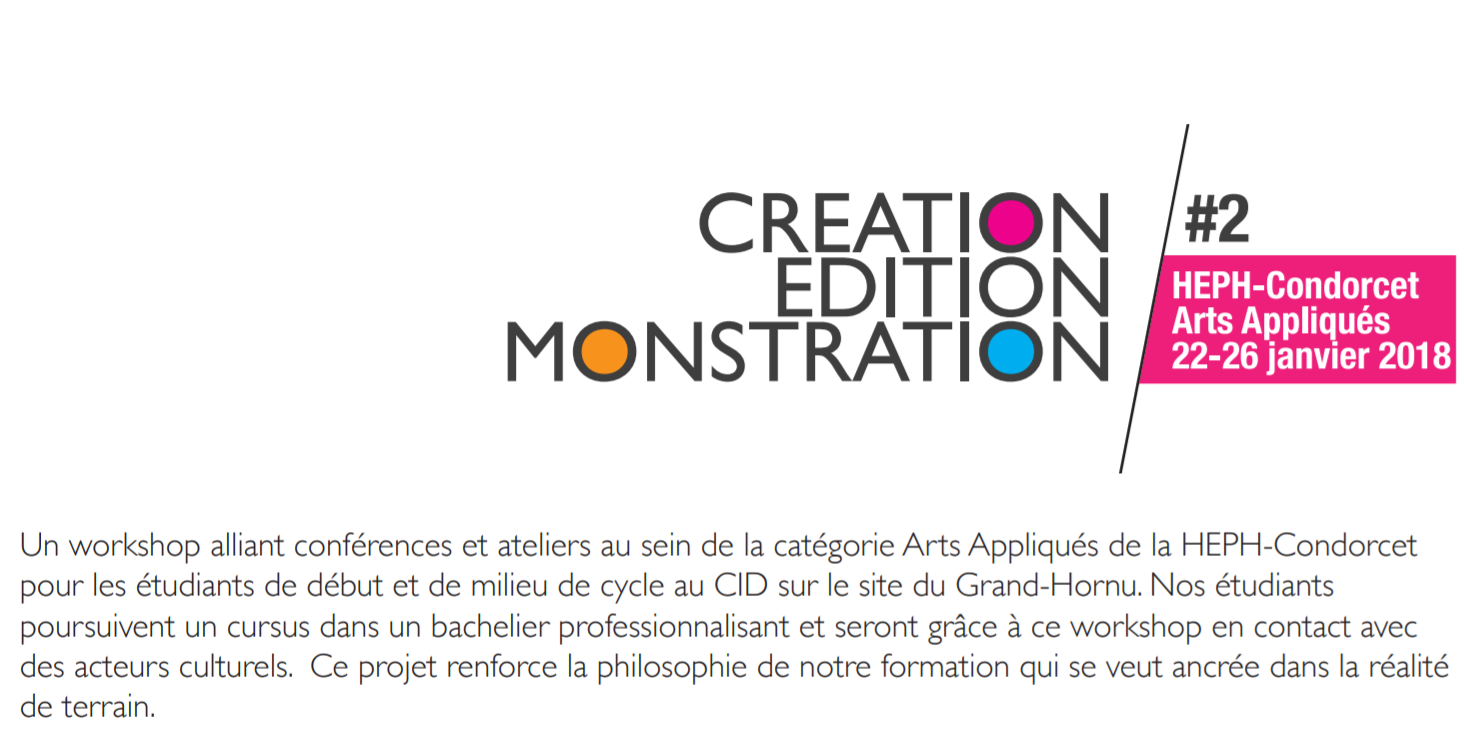 CREATION
EDITION
MONSTRATION
#2
HEPH-Condorcet
Arts Appliqués
22-26 janvier 2018
Un workshop alliant conférences et ateliers au sein de la catégorie Arts Appliqués de la HEPH-Condorcet
pour les étudiants de début et de milieu de cycle au CID sur le site du Grand-Hornu. Nos étudiants
poursuivent un cursus dans un bachelier professionnalisant et seront grâce à ce workshop en contact avec
des acteurs culturels.  Ce projet renforce la philosophie de notre formation qui se veut ancrée dans la réalité
de terrain.